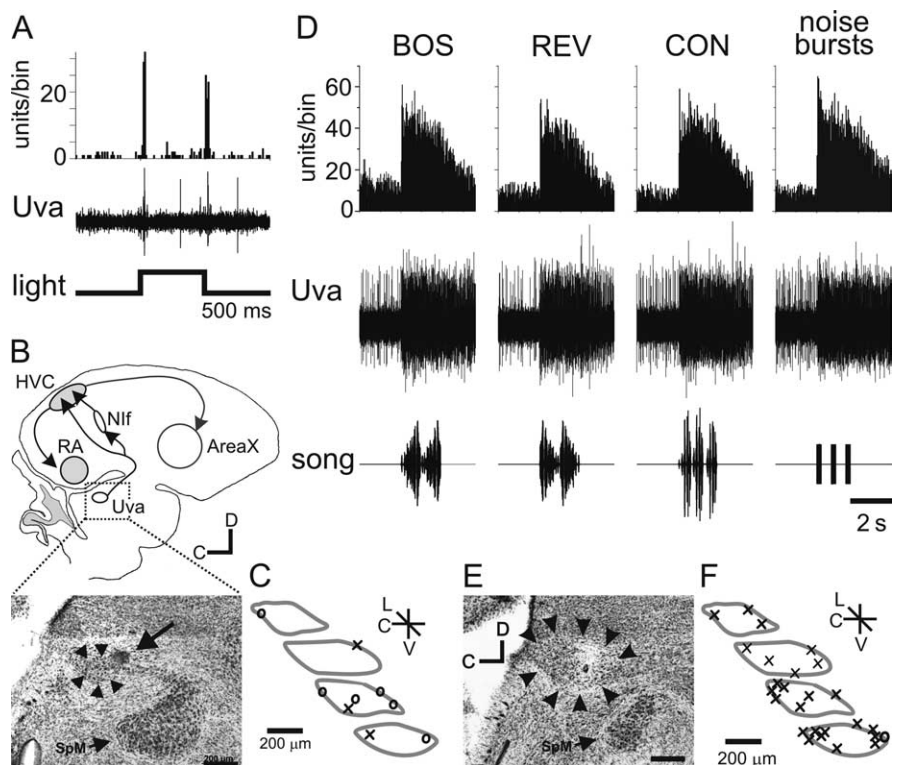 A
units/bin
20
0
Uva
light
500 ms
B
HVC
NIf
RA
AreaX
Uva
D
C
SpM
200 µm
C
L
C
V
200 µm
D
BOS
REV
CON
noise
bursts
units/bin
60
40
20
0
Uva
song
2 s
E
D
C
SpM
F
L
C
V
200 µm